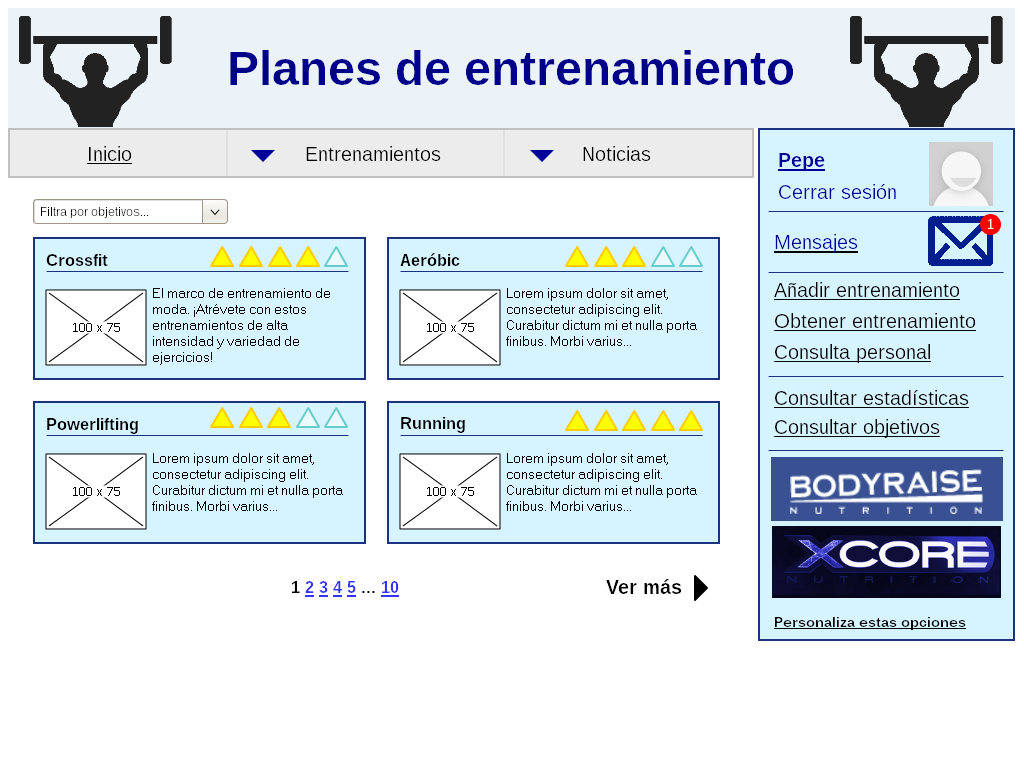 Planes de entrenamiento
Inicio
Entrenamientos
Noticias
Filtra por objetivos...
Crossfit
100 x 75
El marco de entrenamiento de
moda. ¡Atrévete con estos
entrenamientos de alta
intensidad y variedad de
ejercicios!
Aeróbic
100 x 75
Lorem ipsum dolor sit amet,
consectetur adipiscing elit.
Curabitur dictum mi et nulla porta
finibus. Morbi varius...
Powerlifting
100 x 75
Lorem ipsum dolor sit amet,
consectetur adipiscing elit.
Curabitur dictum mi et nulla porta
finibus. Morbi varius...
Running
100 x 75
Lorem ipsum dolor sit amet,
consectetur adipiscing elit.
Curabitur dictum mi et nulla porta
finibus. Morbi varius...
1 2 3 4 5 ... 10
Ver más
Pepe
Cerrar sesión
Mensajes
1
Añadir entrenamiento
Obtener entrenamiento
Consulta personal
Consultar estadísticas
Consultar objetivos
BODYRAISE
NUTRITION
XCORE
NUTRITION
Personaliza estas opciones